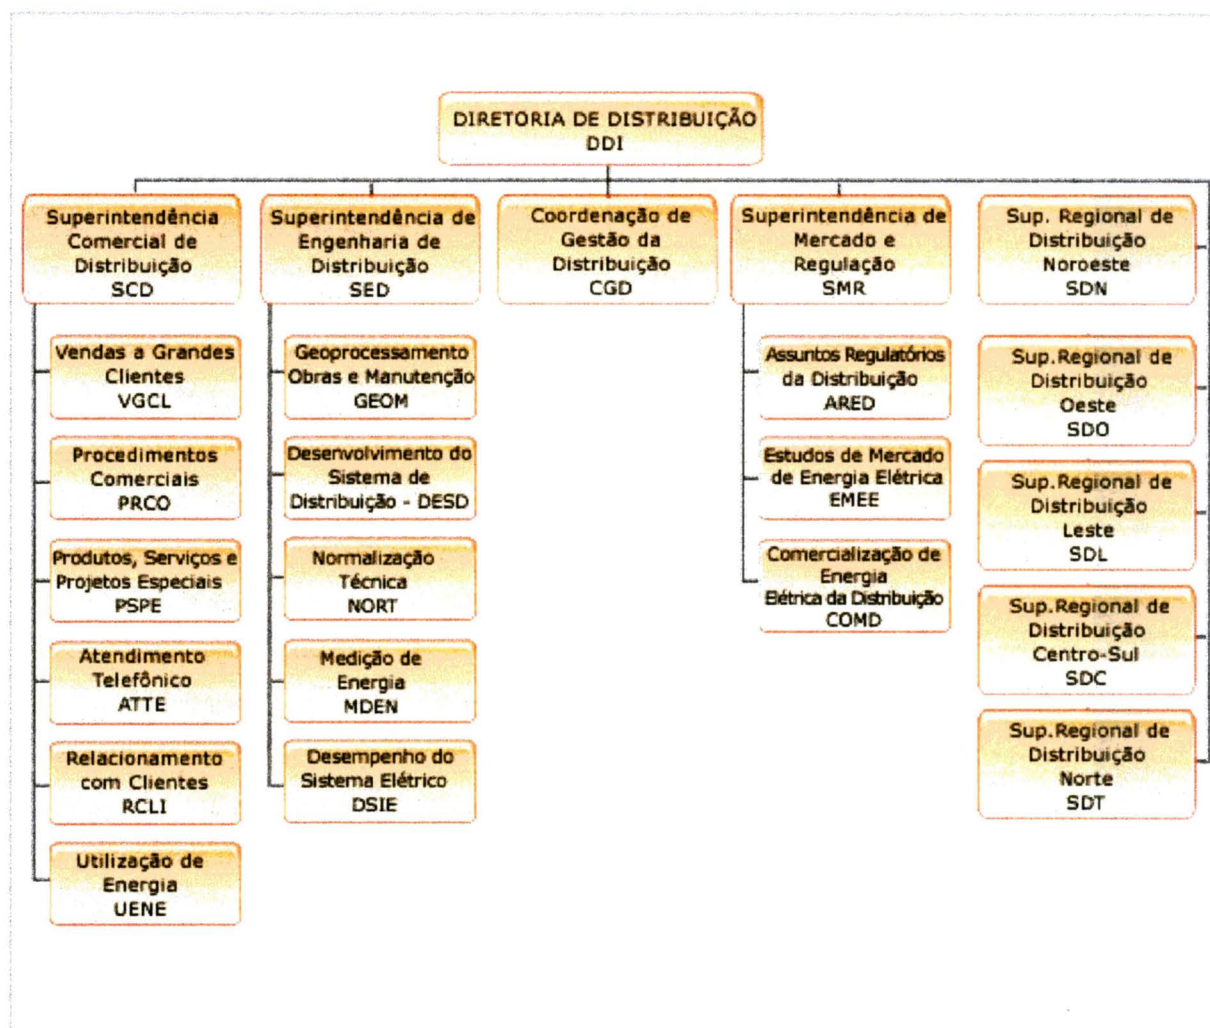 DIRETORIA DE DISTRIBUIÇÃO
DDI
Superintendência
Comercial de
Distribuição
SCD
Vendas a Grandes
Clientes
VGCL
Procedimentos
Comerciais
PRCO
Produtos, Serviços e
Projetos Especiais
PSPE
Atendimento
Telefônico
ATTE
Relacionamento
com Clientes
RCLI
Utilização de
Energia
UENE
Superintendência de
Engenharia de
Distribuição
SED
Geoprocessamento
Obras e Manutenção
GEOM
Desenvolvimento do
Sistema de
Distribuição - DESD
Normalização
Técnica
NORT
Medição de
Energia
MDEN
Desempenho do
Sistema Elétrico
DSIE
Coordenação de
Gestão da
Distribuição
CGD
Superintendência de
Mercado e
Regulação
SMR
Assuntos Regulatórios
da Distribuição
ARED
Estudos de Mercado
de Energia Elétrica
EMEE
Comercialização de
Energia
Elétrica da Distribuição
COMD
Sup. Regional de
Distribuição
Noroeste
SDN
Sup.Regional de
Distribuição
Oeste
SDO
Sup.Regional de
Distribuição
Leste
SDL
Sup.Regional de
Distribuição
Centro-Sul
SDC
Sup.Regional de
Distribuição
Norte
SDT